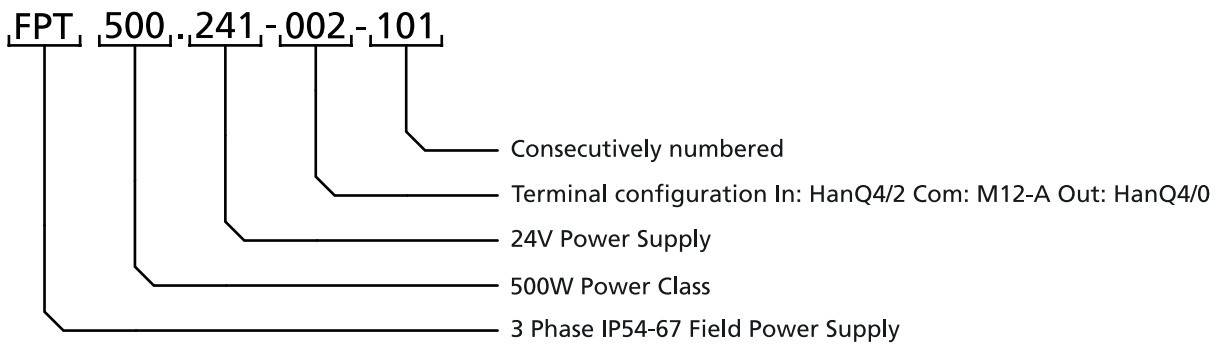 FPT 500.241-002-101
Consecutively numbered
Terminal configuration In: HanQ4/2 Com: M12-A Out: HanQ4/0
24V Power Supply
500W Power Class
3 Phase IP54-67 Field Power Supply